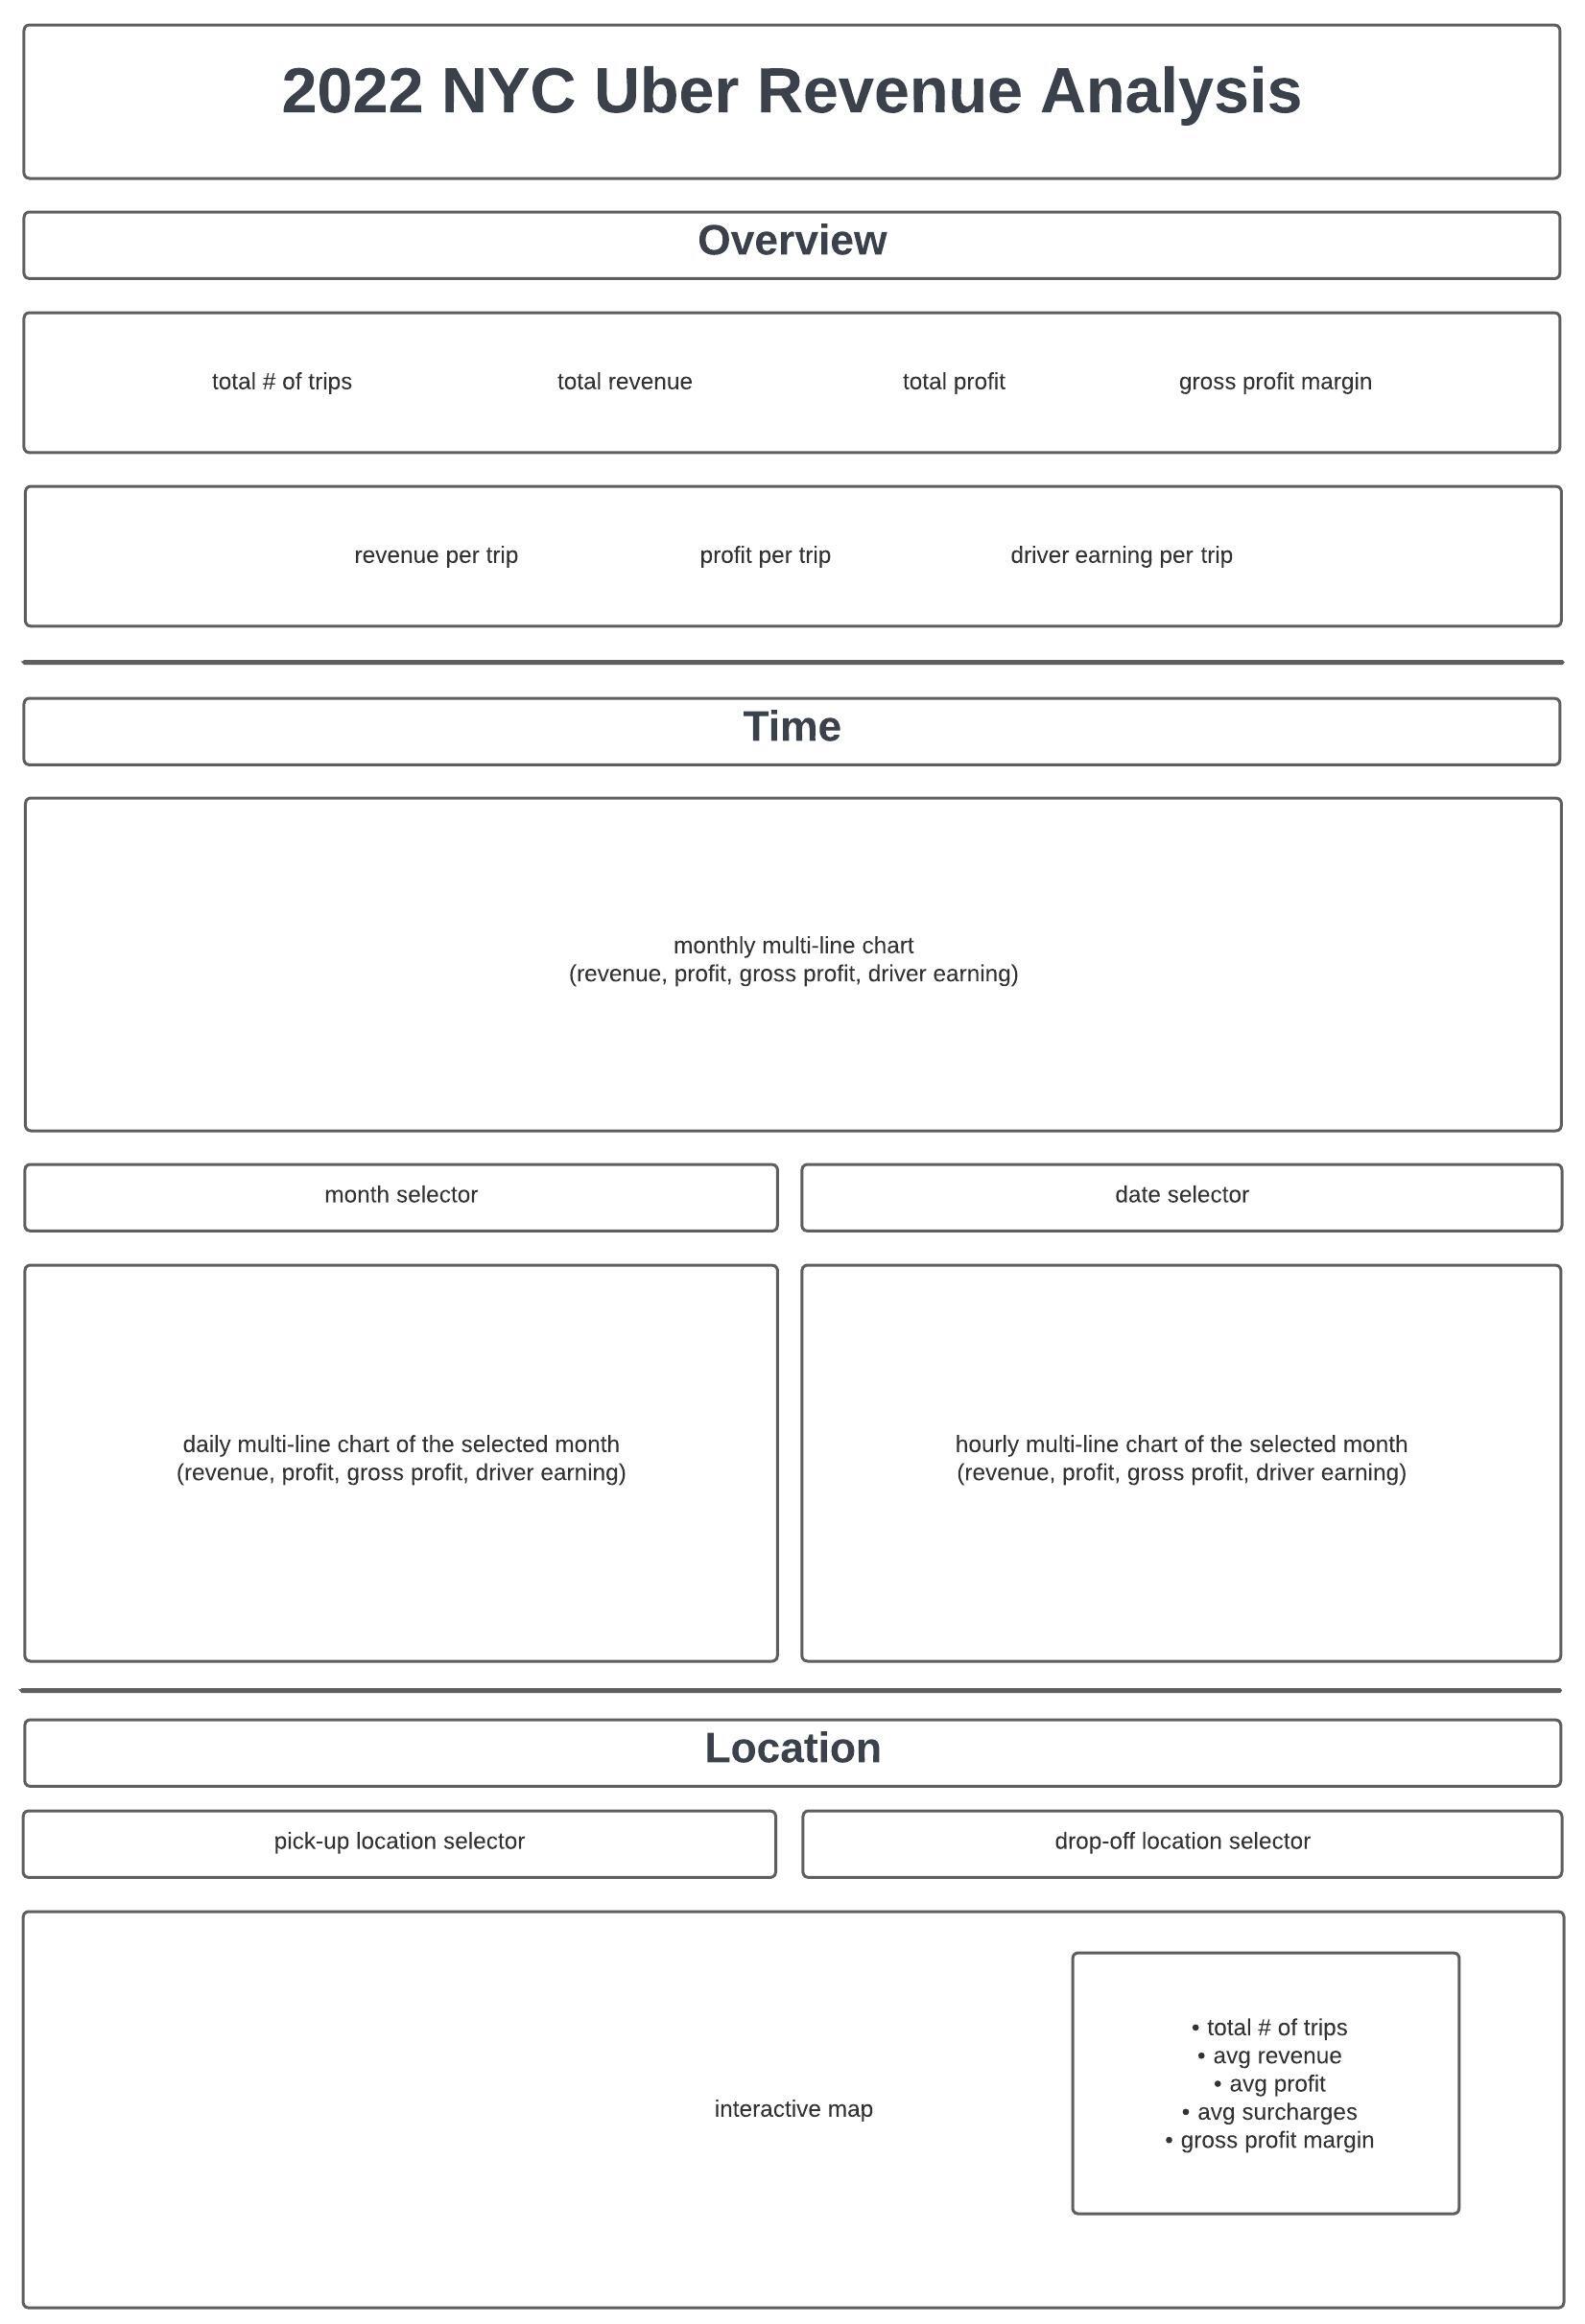 2022 NYC Uber Revenue Analysis
Overview
total # of trips
total revenue
total profit
gross profit margin
revenue per trip
profit per trip
driver earning per trip
Time
monthly multi-line chart
(revenue, profit, gross profit, driver earning)
month selector
date selector
daily multi-line chart of the selected month
(revenue, profit, gross profit, driver earning)
hourly multi-line chart of the selected month
(revenue, profit, gross profit, driver earning)
Location
pick-up location selector
drop-off location selector
interactive map
• total # of trips
• avg revenue
• avg profit
• avg surcharges
• gross profit margin